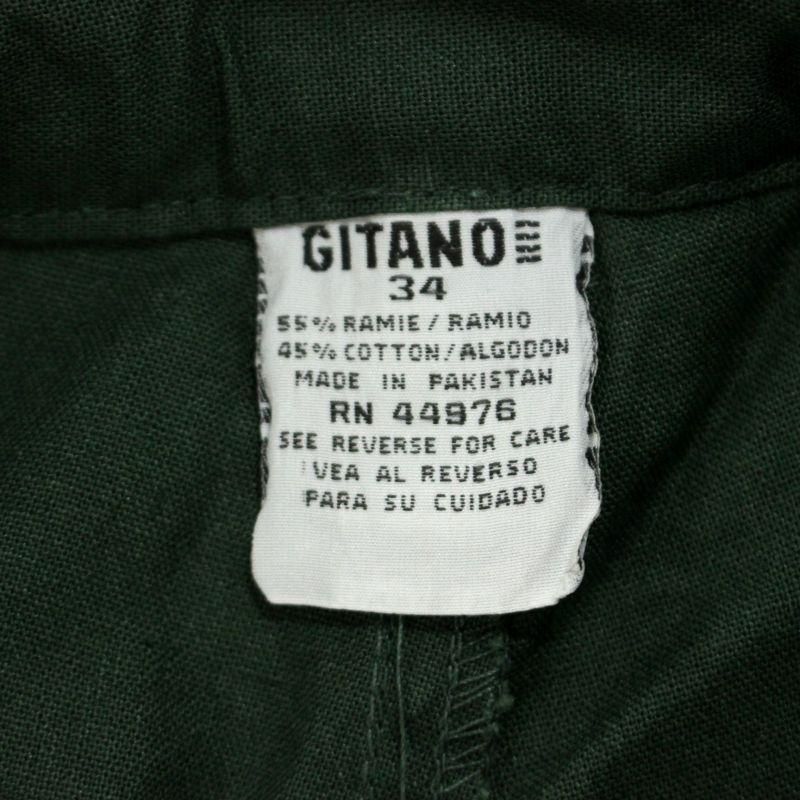 GITANO
34
55% RAMIE / RAMIO
45% COTTON/ALGODON
MADE IN PAKISTAN
RN 44976
SEE REVERSE FOR CARE
VEA AL REVERSO
PARA SU CUIDADO